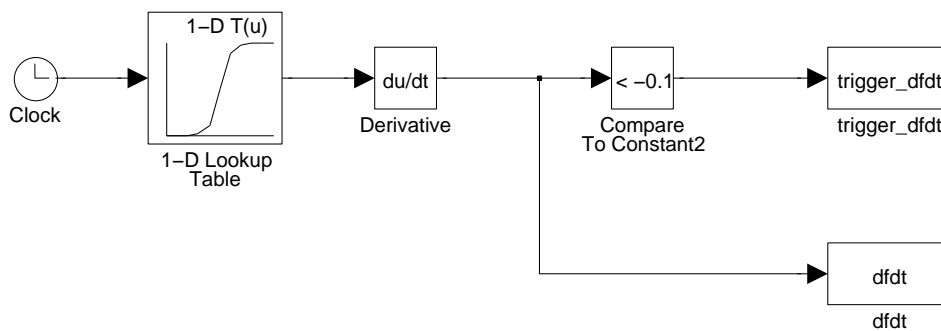 1−D T(u)
Clock
1−D Lookup
Table
du/dt
Derivative
< −0.1
Compare
To Constant2
trigger_dfdt
trigger_dfdt
dfdt
dfdt